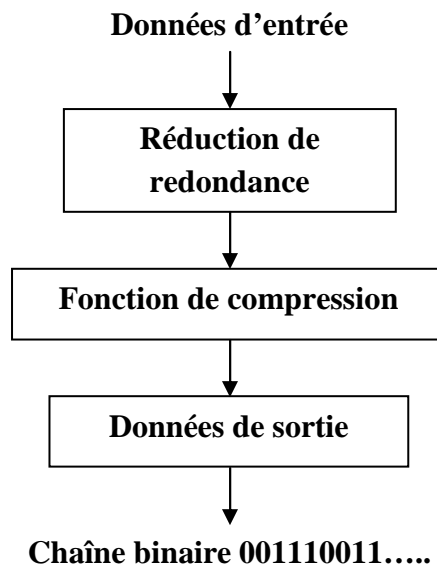 Données d’entrée
Réduction de
redondance
Fonction de compression
Données de sortie
Chaîne binaire 001110011…..